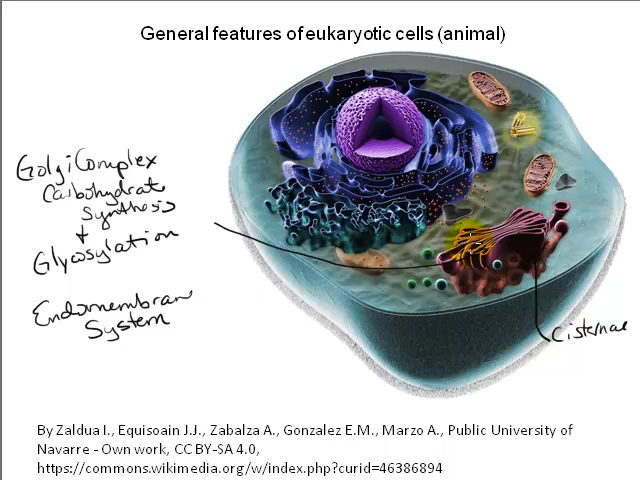 General features of eukaryotic cells (animal)
Golgi Complex
Carbohydrate
Synthesis
+
Glycosylation
Endomembran
System
Cisternae
By Zaldua I., Equisoain J.J., Zabalza A., Gonzalez E.M., Marzo A., Public University of
Navarre - Own work, CC BY-SA 4.0,
https://commons.wikimedia.org/w/index.php?curid=46386894